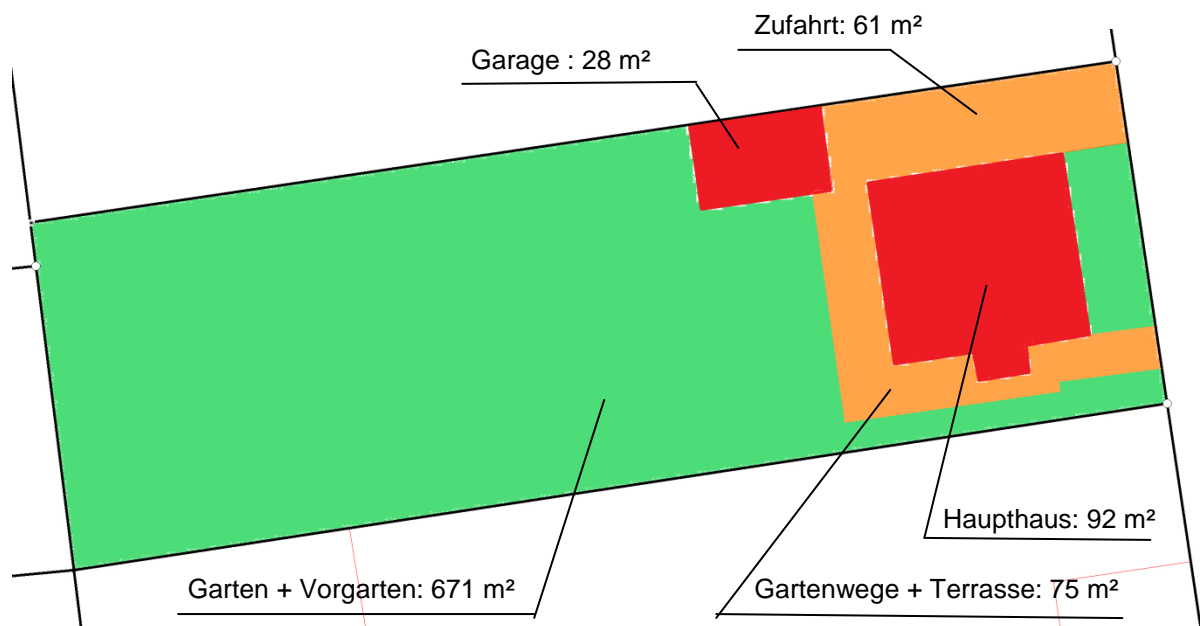 Zufahrt: 61 m²
Garage : 28 m²
Haupthaus: 92 m²
Garten + Vorgarten: 671 m²
Gartenwege + Terrasse: 75 m²